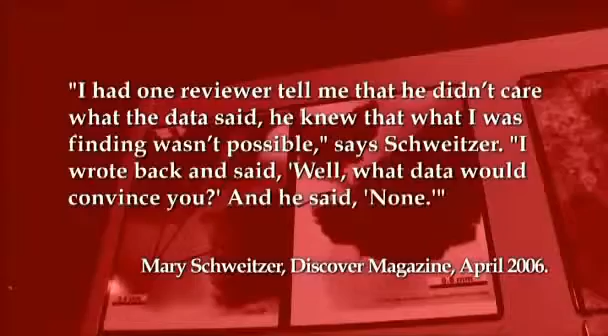 "I had one reviewer tell me that he didn't care
what the data said, he knew that what I was
finding wasn't possible," says Schweitzer. "I
wrote back and said, 'Well, what data would
convince you?' And he said, 'None.'"
Mary Schweitzer, Discover Magazine, April 2006.